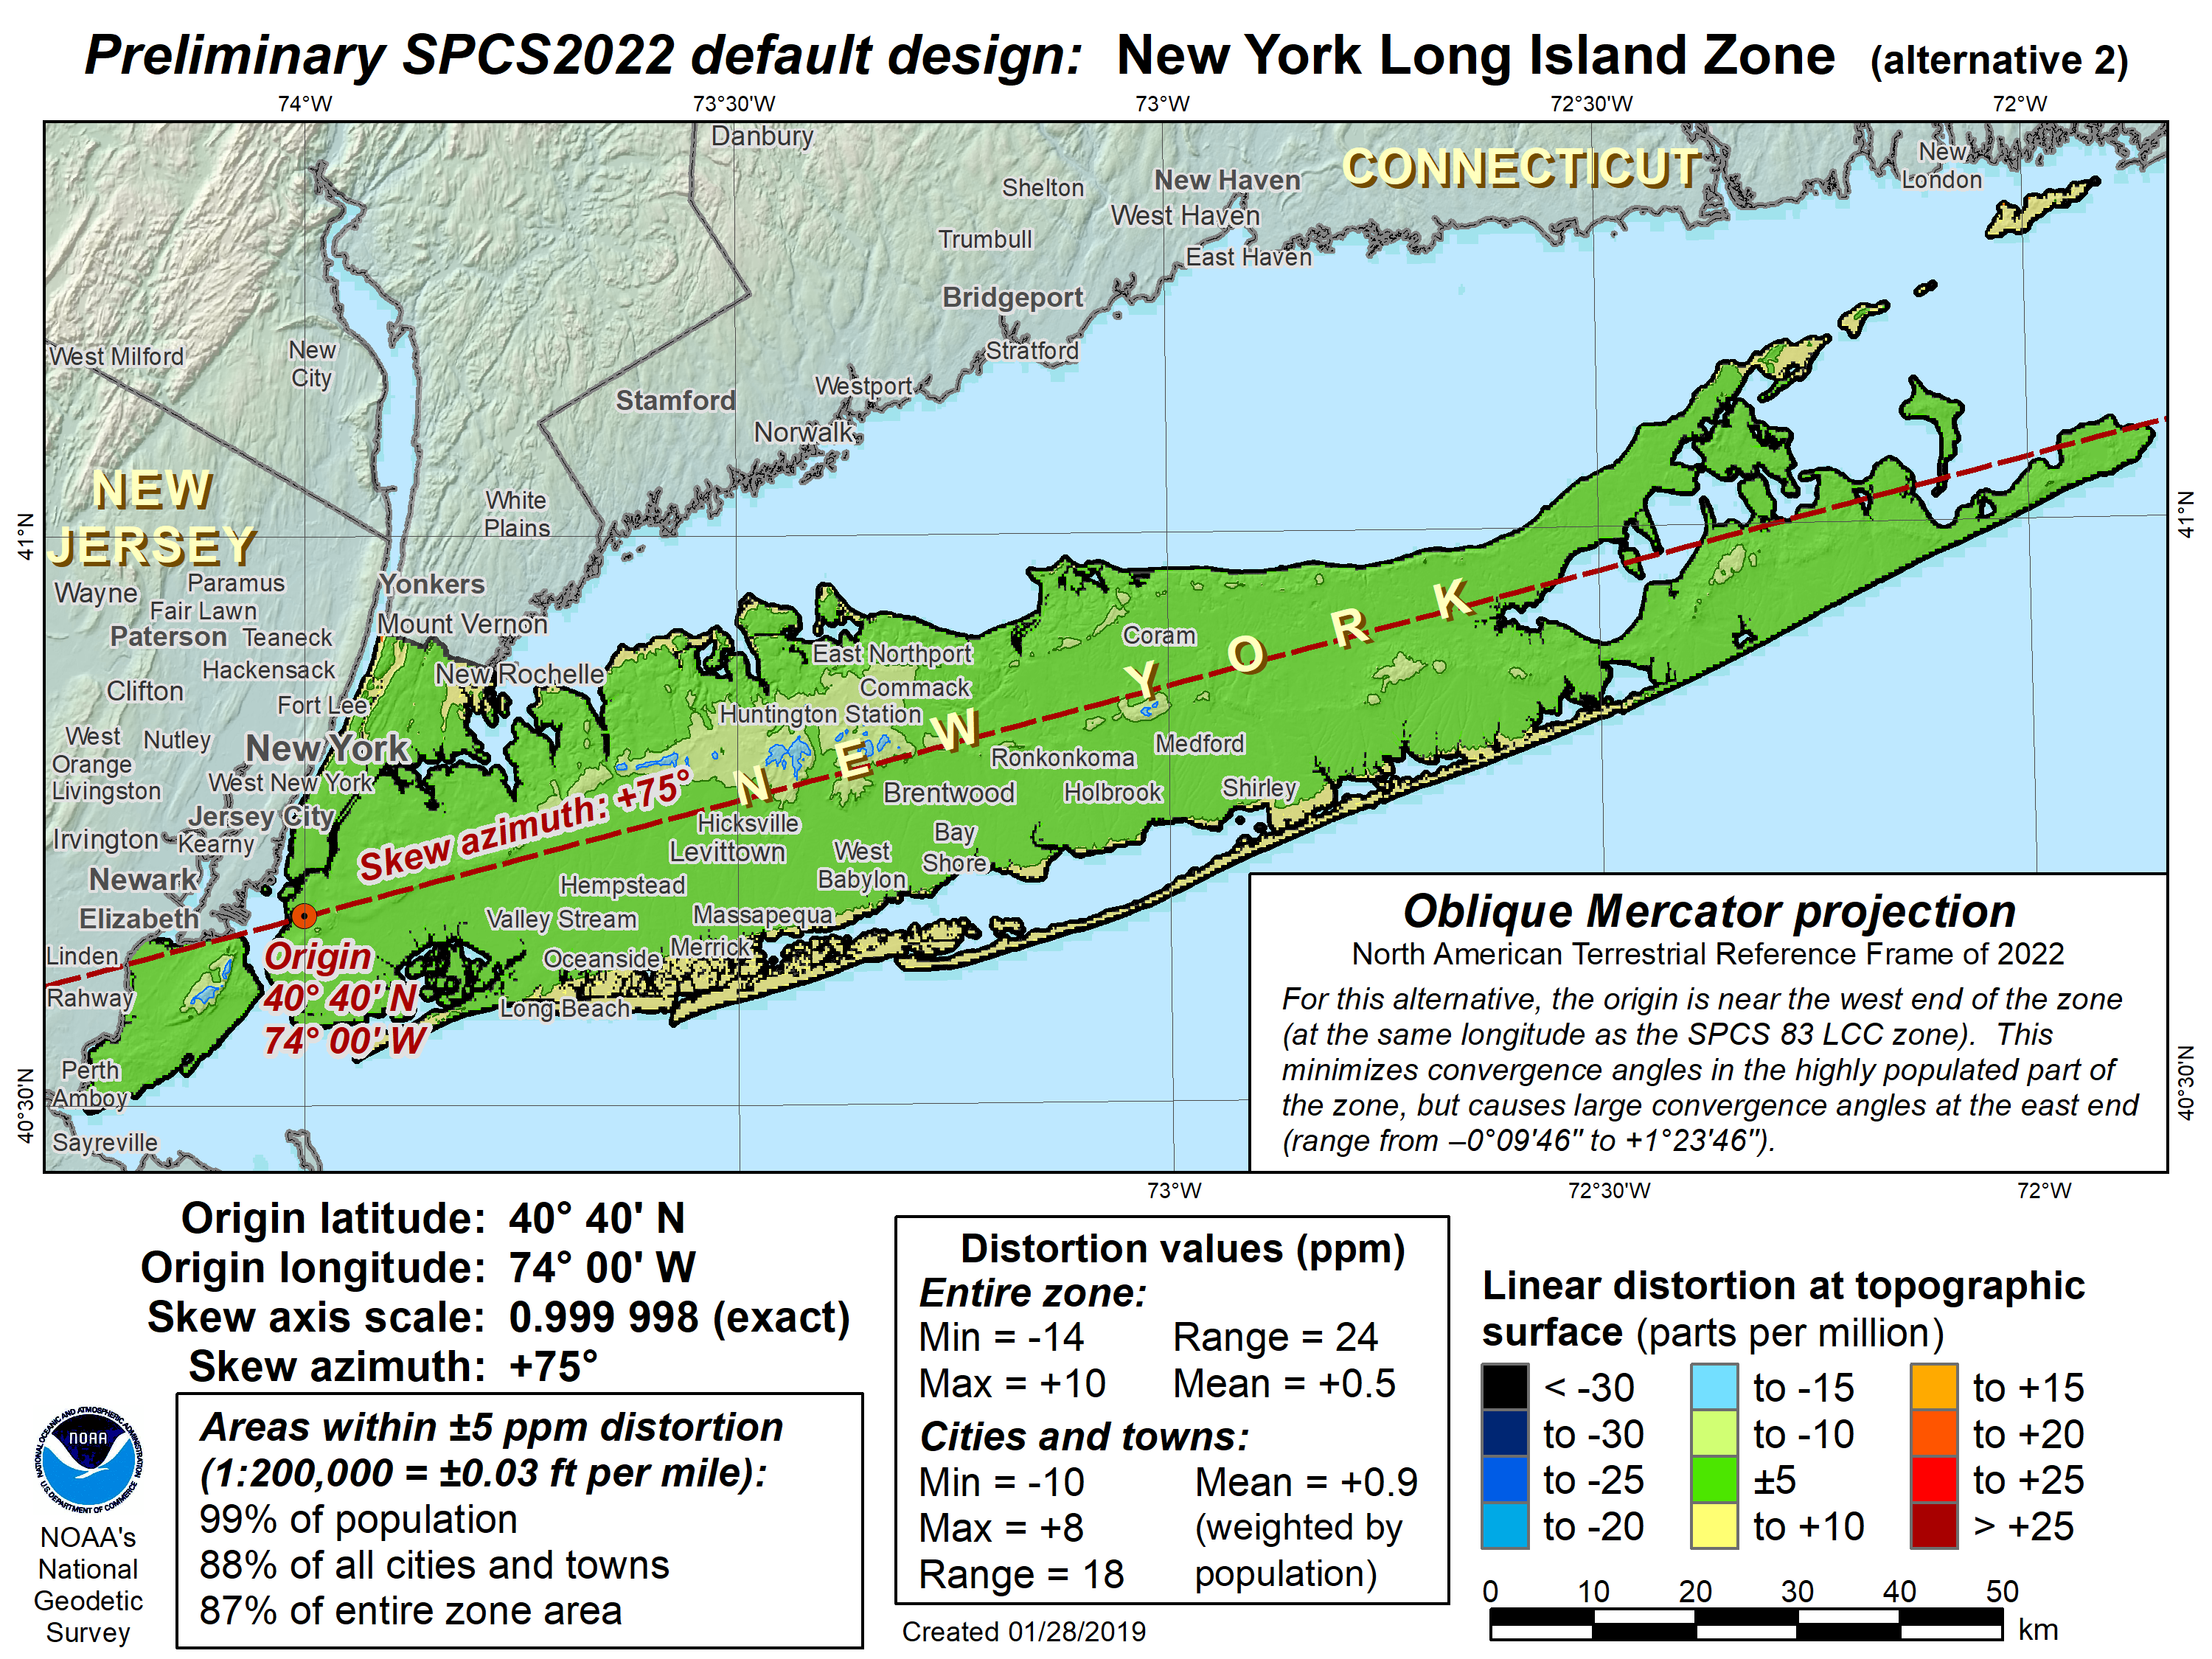 Preliminary SPCS2022 default design: New York Long Island Zone (alternative 2)
74°W
73°30'W
73°W
72°30'W
72°W
Danbury
CONNECTICUT
New
London
Shelton
New Haven
West Haven
Trumbull
East Haven
Bridgeport
Stratford
West Milford
New
City
Westport
Stamford
Norwalk
NEW
JERSEY
White
Plains
41°N
41°N
Wayne
Paramus
Yonkers
Fair Lawn
Mount Vernon
Paterson
Teaneck
Hackensack
New Rochelle
Clifton
Fort Lee
East Northport
Coram
Commack
Huntington Station
NEW YORK
West
Orange
Nutley
New York
Livingston
West New York
Ronkonkoma
Medford
Brentwood
Holbrook
Shirley
Jersey City
Skew azimuth: +75°
Irvington
Kearny
Hicksville
Levittown
Bay
Shore
West
Babylon
Newark
Hempstead
Elizabeth
Valley Stream
Massapequa
Linden
Origin
40° 40' N
74° 00' W
Oceanside
Merrick
Rahway
Long Beach
Perth
Amboy
Sayreville
40°30'N
40°30'N
Oblique Mercator projection
North American Terrestrial Reference Frame of 2022
For this alternative, the origin is near the west end of the zone
(at the same longitude as the SPCS 83 LCC zone). This
minimizes convergence angles in the highly populated part of
the zone, but causes large convergence angles at the east end
(range from –0°09'46" to +1°23'46").
73°W
72°30'W
72°W
Origin latitude: 40° 40' N
Origin longitude: 74° 00' W
Skew axis scale: 0.999 998 (exact)
Skew azimuth: +75°
NATIONAL OCEANIC AND ATMOSPHERIC ADMINISTRATION
NOAA
U.S. DEPARTMENT OF COMMERCE
NOAA's
National
Geodetic
Survey
Areas within ±5 ppm distortion
(1:200,000 = ±0.03 ft per mile):
99% of population
88% of all cities and towns
87% of entire zone area
Distortion values (ppm)
Entire zone:
Min = -14 Range = 24
Max = +10 Mean = +0.5
Cities and towns:
Min = -10 Mean = +0.9
Max = +8 (weighted by
Range = 18 population)
Created 01/28/2019
Linear distortion at topographic
surface (parts per million)
< -30 to -15 to +15
to -30 to -10 to +20
to -25 ±5 to +25
to -20 to +10 > +25
0 10 20 30 40 50
km